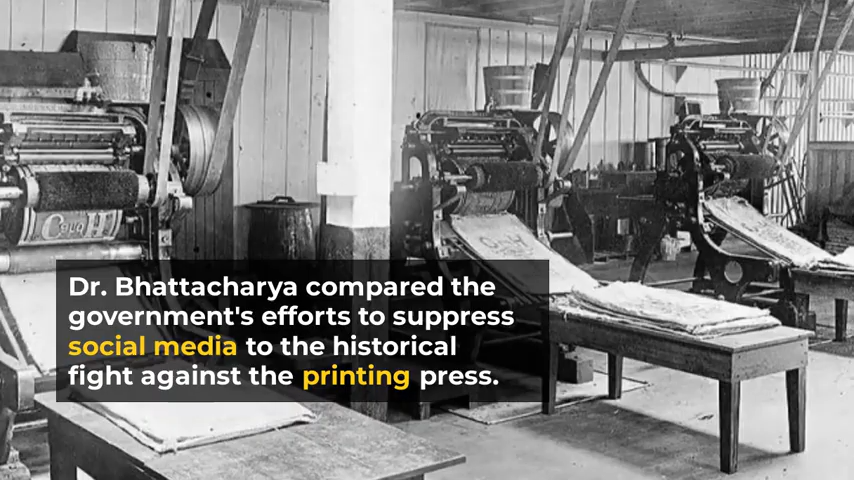 Dr. Bhattacharya compared the
government's efforts to suppress
social media to the historical
fight against the printing press.